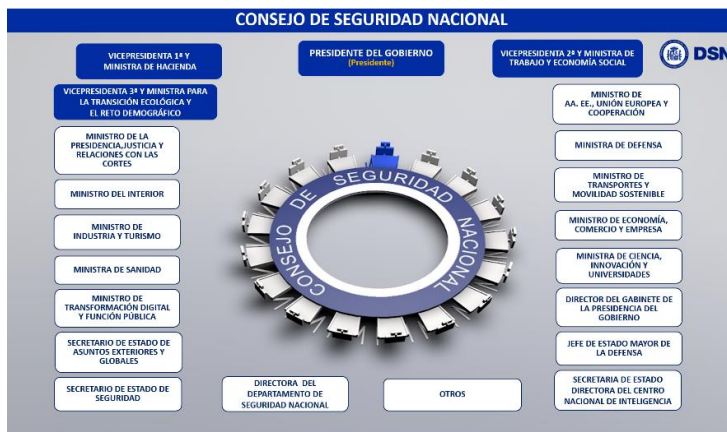 CONSEJO DE SEGURIDAD NACIONAL
VICEPRESIDENTA 1ª Y
MINISTRA DE HACIENDA
PRESIDENTE DEL GOBIERNO
(Presidente)
VICEPRESIDENTA 2ª Y MINISTRA DE
TRABAJO Y ECONOMÍA SOCIAL
DSN
VICEPRESIDENTA 3ª Y MINISTRA PARA
LA TRANSICIÓN ECOLÓGICA Y
EL RETO DEMOGRÁFICO
MINISTRO DE LA
PRESIDENCIA,JUSTICIA Y
RELACIONES CON LAS
CORTES
MINISTRO DEL INTERIOR
MINISTRO DE
INDUSTRIA Y TURISMO
MINISTRA DE SANIDAD
MINISTRO DE
TRANSFORMACIÓN DIGITAL
Y FUNCIÓN PÚBLICA
SECRETARIO DE ESTADO DE
ASUNTOS EXTERIORES Y
GLOBALES
SECRETARIO DE ESTADO DE
SEGURIDAD
CONSEJO DE SEGURIDAD NACIONAL
MINISTRO DE
AA. EE., UNIÓN EUROPEA Y
COOPERACIÓN
MINISTRA DE DEFENSA
MINISTRO DE
TRANSPORTES Y
MOVILIDAD SOSTENIBLE
MINISTRO DE ECONOMÍA,
COMERCIO Y EMPRESA
MINISTRA DE CIENCIA,
INNOVACIÓN Y
UNIVERSIDADES
DIRECTOR DEL GABINETE DE
LA PRESIDENCIA DEL
GOBIERNO
JEFE DE ESTADO MAYOR DE
LA DEFENSA
SECRETARIA DE ESTADO
DIRECTORA DEL CENTRO
NACIONAL DE INTELIGENCIA
DIRECTORA DEL
DEPARTAMENTO DE
SEGURIDAD NACIONAL
OTROS